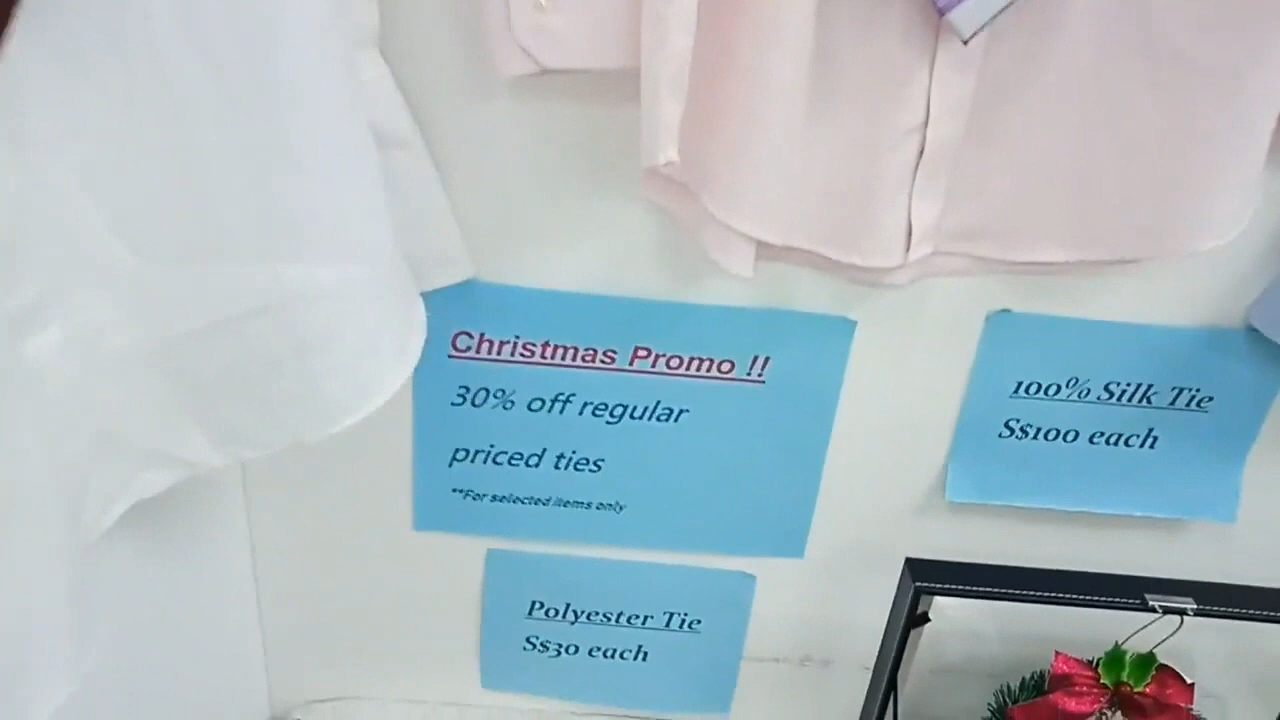 Christmas Promo !!
30% off regular
priced ties
**For selected items only
100% Silk Tie
S$100 each
Polyester Tie
S$30 each